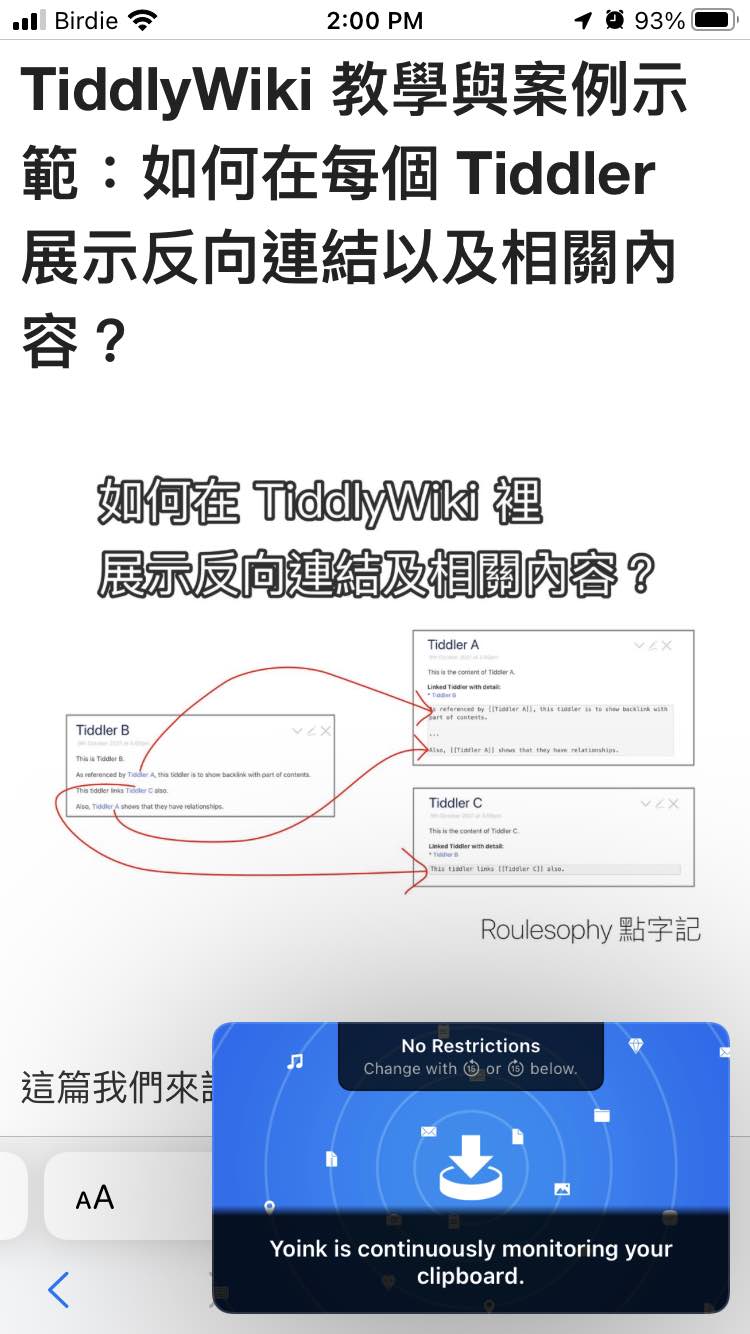 Birdie
2:00 PM
93%
TiddlyWiki 教學與案例示
範：如何在每個 Tiddler
展示反向連結以及相關內
容？
如何在 TiddlyWiki 裡
展示反向連結及相關內容？
Tiddler B
This is Tiddler B.
As referenced by Tiddler A, this tiddler is to show backlink with part of contents.
This tiddler links Tiddler C also.
Also, Tiddler A shows that they have relationships.
Tiddler A
This is the content of Tiddler A.
Linked Tiddler with detail:
* Tiddler B
As referenced by [[Tiddler A]], this tiddler is to show backlink with
part of contents.
...
Also, [[Tiddler A]] shows that they have relationships.
Tiddler C
This is the content of Tiddler C.
Linked Tiddler with detail:
* Tiddler B
This tiddler links [[Tiddler C]] also.
Roulesophy 點字記
這篇我們來
No Restrictions
Change with 15 or 15 below.
Yoink is continuously monitoring your
clipboard.
AA